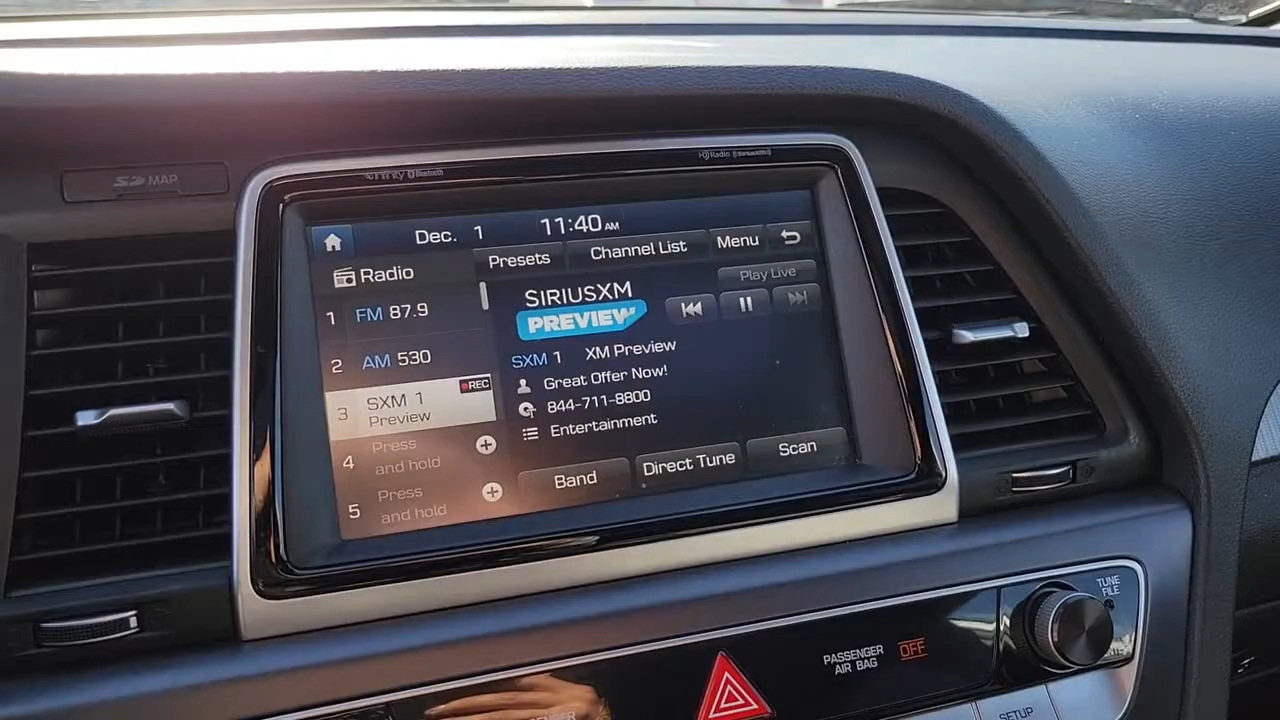 SD MAP
infinity Bluetooth
HD Radio ((SiriusXM))
Dec. 1 11:40 AM
Presets Channel List Menu
Radio
Play Live
1 FM 87.9
SIRIUSXM
PREVIEW
2 AM 530
SXM 1 XM Preview
3 SXM 1 REC
Preview
Great Offer Now!
844-711-8800
Entertainment
4 Press
and hold
5 Press
and hold
Band Direct Tune Scan
TUNE
FILE
PASSENGER
AIR BAG OFF
SETUP